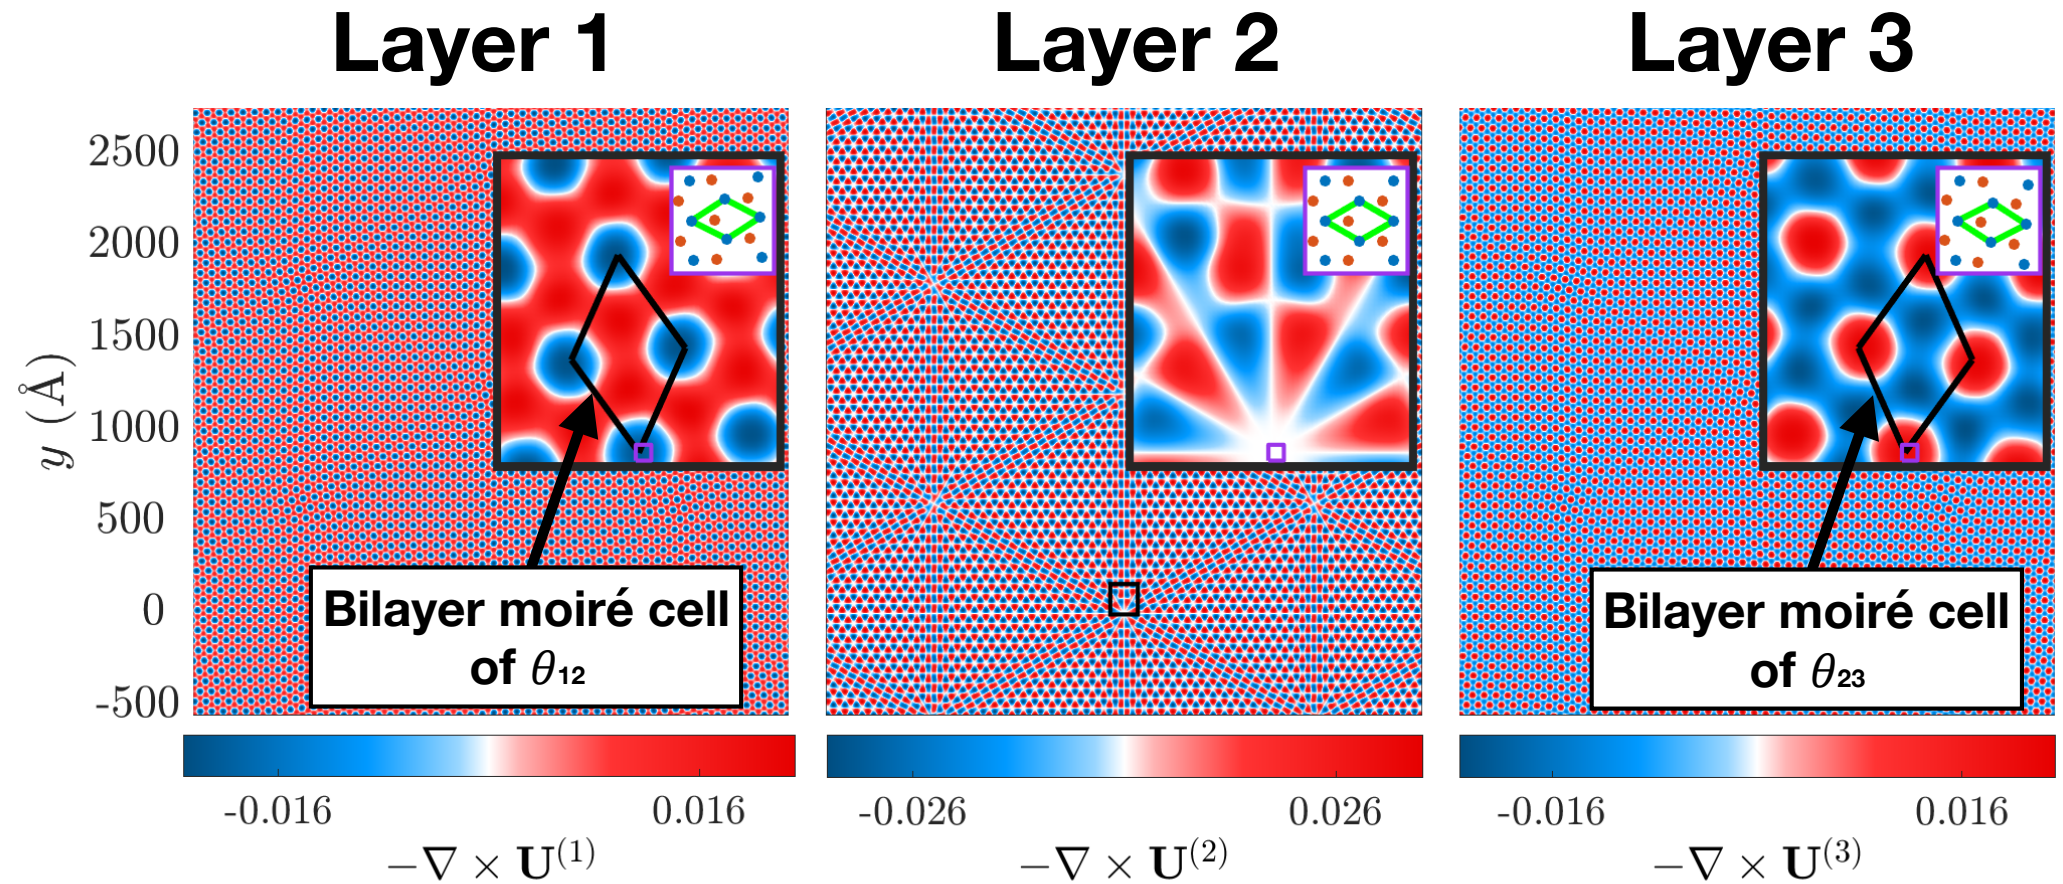 Layer 1
Layer 2
Layer 3
2500
2000
1500
1000
500
0
-500
y (Å)
Bilayer moiré cell
of θ12
Bilayer moiré cell
of θ23
-0.016 0.016
-0.026 0.026
-0.016 0.016
−∇ × U(1)
−∇ × U(2)
−∇ × U(3)